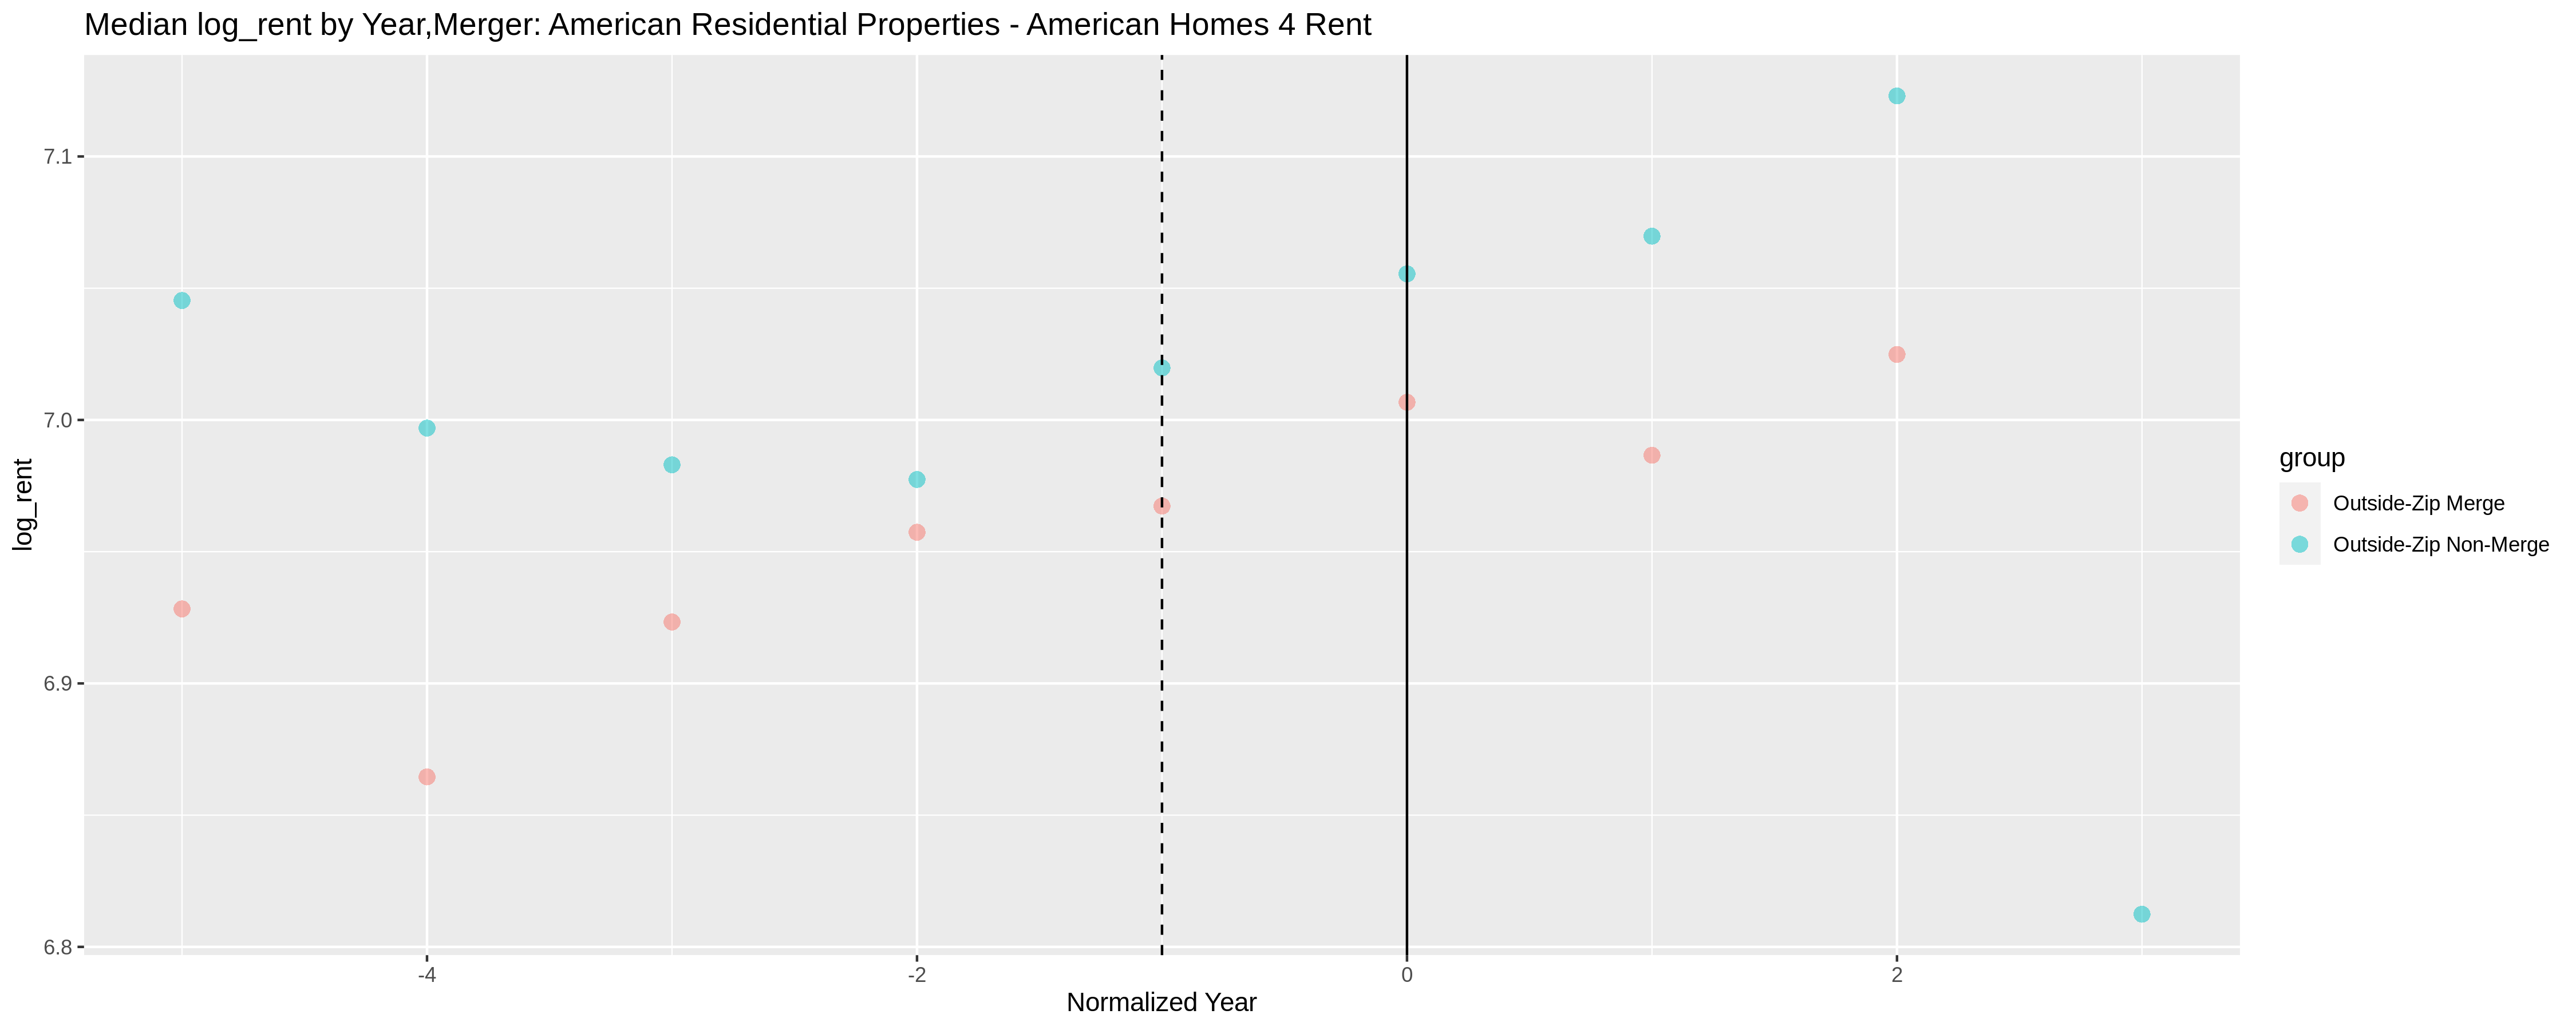 Median log_rent by Year,Merger: American Residential Properties - American Homes 4 Rent
7.1
7.0
6.9
6.8
log_rent
-4
-2
0
2
Normalized Year
group
Outside-Zip Merge
Outside-Zip Non-Merge